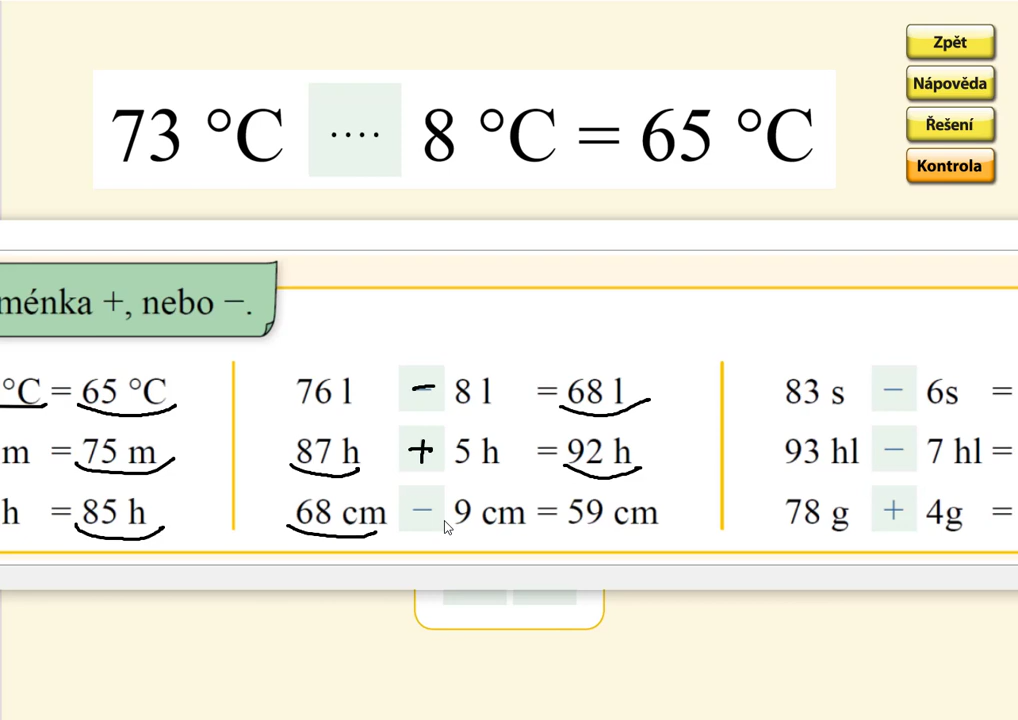 Zpět
73 °C .... 8 °C = 65 °C
Nápověda
Řešení
Kontrola
ménka +, nebo −.
°C = 65 °C
76 l − 8 l = 68 l
83 s − 6s =
m = 75 m
87 h + 5 h = 92 h
93 hl − 7 hl =
h = 85 h
68 cm − 9 cm = 59 cm
78 g + 4g =